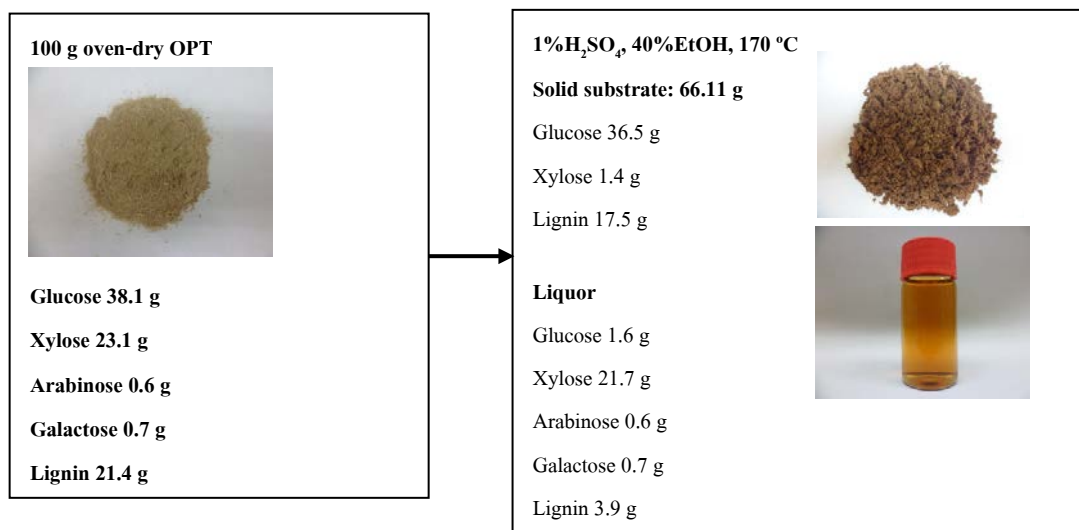 100 g oven-dry OPT
Glucose 38.1 g
Xylose 23.1 g
Arabinose 0.6 g
Galactose 0.7 g
Lignin 21.4 g
1%H₂SO₄, 40%EtOH, 170 ºC
Solid substrate: 66.11 g
Glucose 36.5 g
Xylose 1.4 g
Lignin 17.5 g
Liquor
Glucose 1.6 g
Xylose 21.7 g
Arabinose 0.6 g
Galactose 0.7 g
Lignin 3.9 g